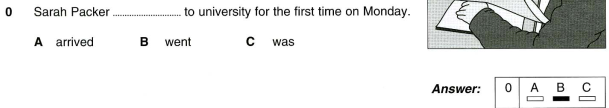 0 Sarah Packer .............................. to university for the first time on Monday.
A arrived B went C was
Answer: 0 A B C